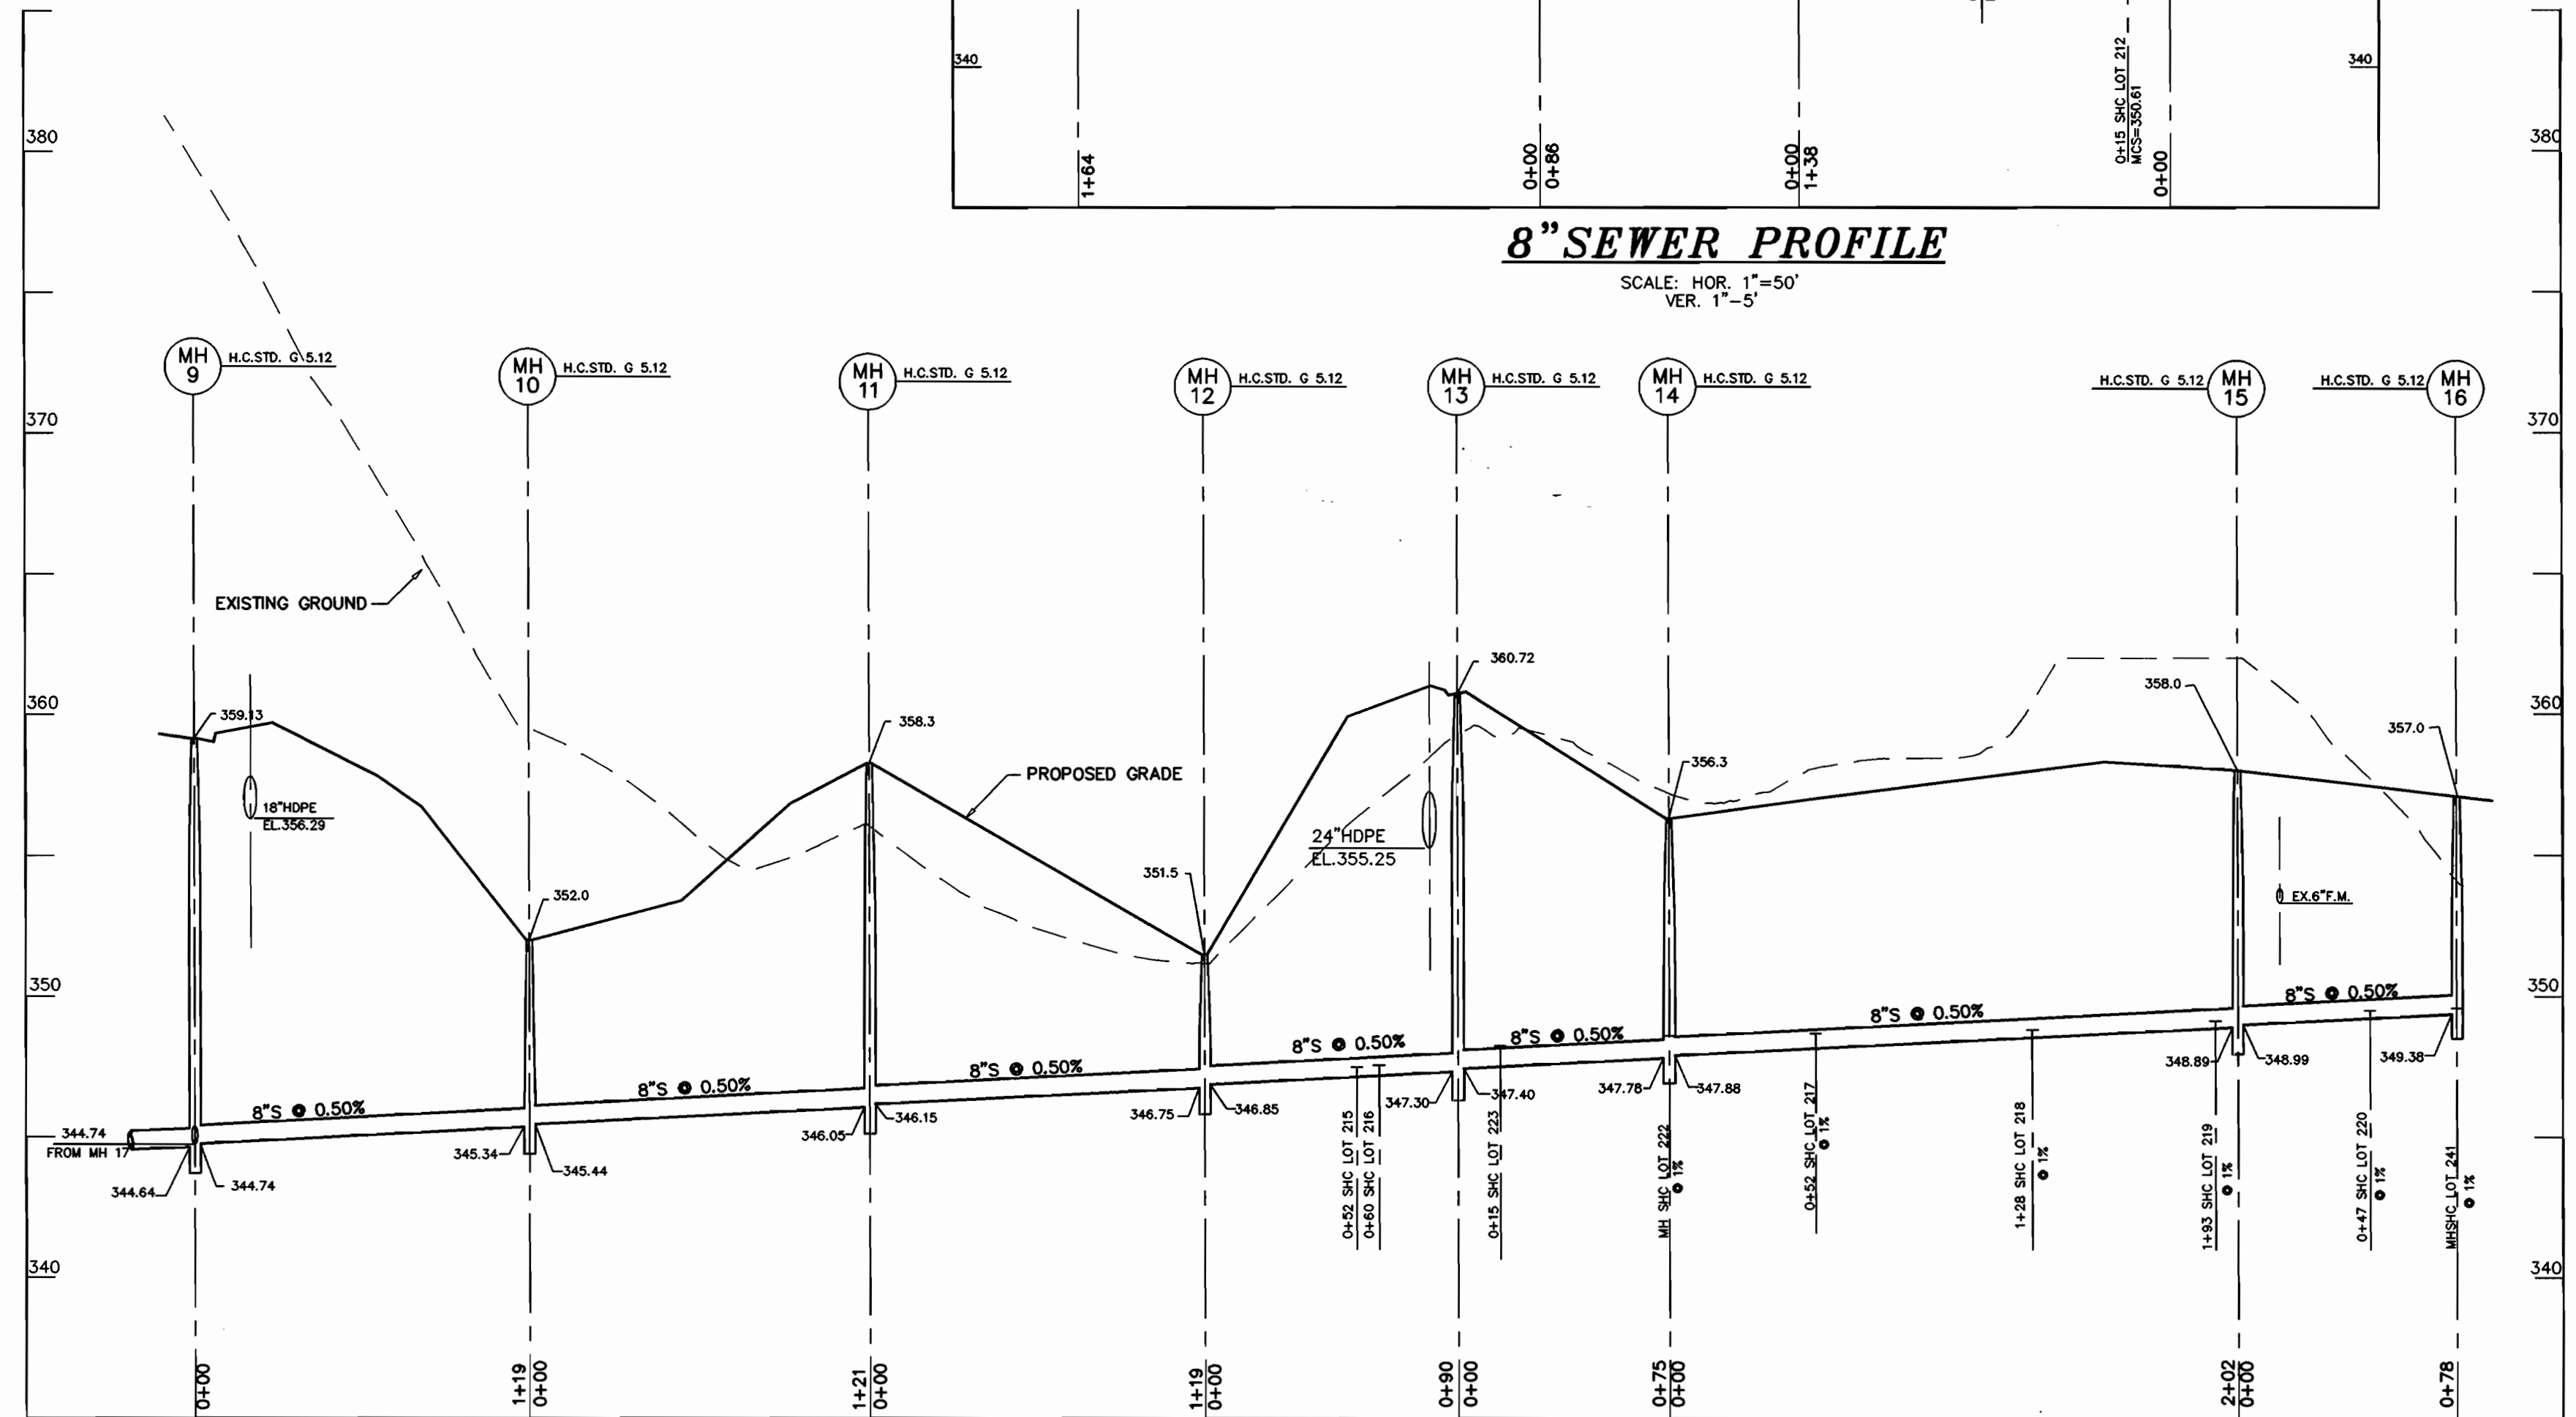 340
340
1+64
0+00
0+86
0+00
1+38
0+15 SHC LOT 212
MCS=350.61
0+00
8"SEWER PROFILE
SCALE: HOR. 1"=50'
VER. 1"-5'
380
380
MH
9
H.C.STD. G 5.12
MH
10
H.C.STD. G 5.12
MH
11
H.C.STD. G 5.12
MH
12
H.C.STD. G 5.12
MH
13
H.C.STD. G 5.12
MH
14
H.C.STD. G 5.12
H.C.STD. G 5.12
MH
15
H.C.STD. G 5.12
MH
16
370
370
EXISTING GROUND
360
360
359.13
358.3
360.72
358.0
357.0
356.3
PROPOSED GRADE
18"HDPE
EL.356.29
24"HDPE
EL.355.25
352.0
351.5
EX.6"F.M.
350
350
8"S @ 0.50%
8"S @ 0.50%
8"S @ 0.50%
8"S @ 0.50%
8"S @ 0.50%
8"S @ 0.50%
8"S @ 0.50%
344.74
FROM MH 17
344.64
344.74
345.34
345.44
346.05
346.15
346.75
346.85
347.30
347.40
347.78
347.88
348.89
348.99
349.38
0+52 SHC LOT 215
0+60 SHC LOT 216
0+15 SHC LOT 223
MH SHC LOT 222
@ 1%
0+52 SHC LOT 217
@ 1%
1+28 SHC LOT 218
@ 1%
1+93 SHC LOT 219
@ 1%
0+47 SHC LOT 220
@ 1%
MHSHC LOT 241
@ 1%
340
340
0+00
1+19
0+00
1+21
0+00
1+19
0+00
0+90
0+00
0+75
0+00
2+02
0+00
0+78